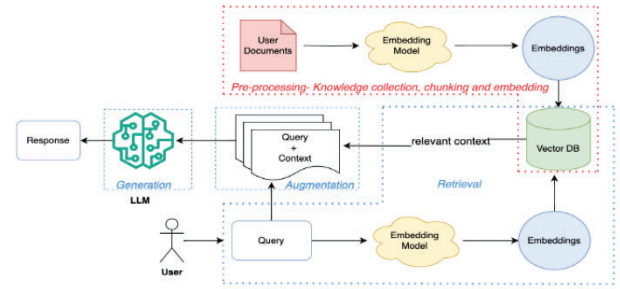 User
Documents
Embedding
Model
Embeddings
Pre-processing- Knowledge collection, chunking and embedding
Response
Query
+
Context
relevant context
Vector DB
Generation
Augmentation
Retrieval
LLM
User
Query
Embedding
Model
Embeddings